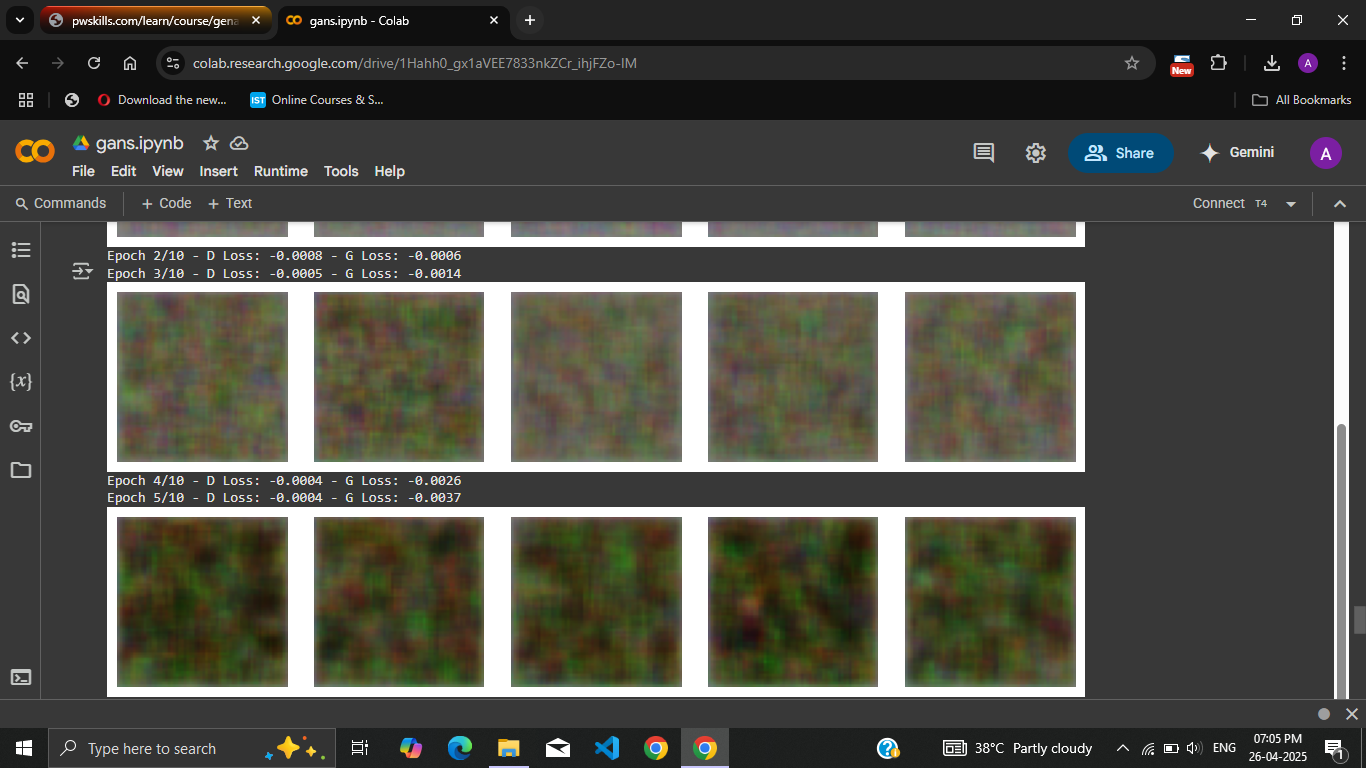 pwskills.com/learn/course/gena
gans.ipynb - Colab
colab.research.google.com/drive/1Hahh0_gx1aVEE7833nkZCr_ihjFZo-IM
New
A
Download the new...
IST Online Courses & S...
All Bookmarks
CO gans.ipynb
File Edit View Insert Runtime Tools Help
Share
Gemini
A
Commands + Code + Text
Connect T4
Epoch 2/10 - D Loss: -0.0008 - G Loss: -0.0006
Epoch 3/10 - D Loss: -0.0005 - G Loss: -0.0014
{x}
Epoch 4/10 - D Loss: -0.0004 - G Loss: -0.0026
Epoch 5/10 - D Loss: -0.0004 - G Loss: -0.0037
Type here to search
38°C Partly cloudy
ENG
07:05 PM
26-04-2025
1